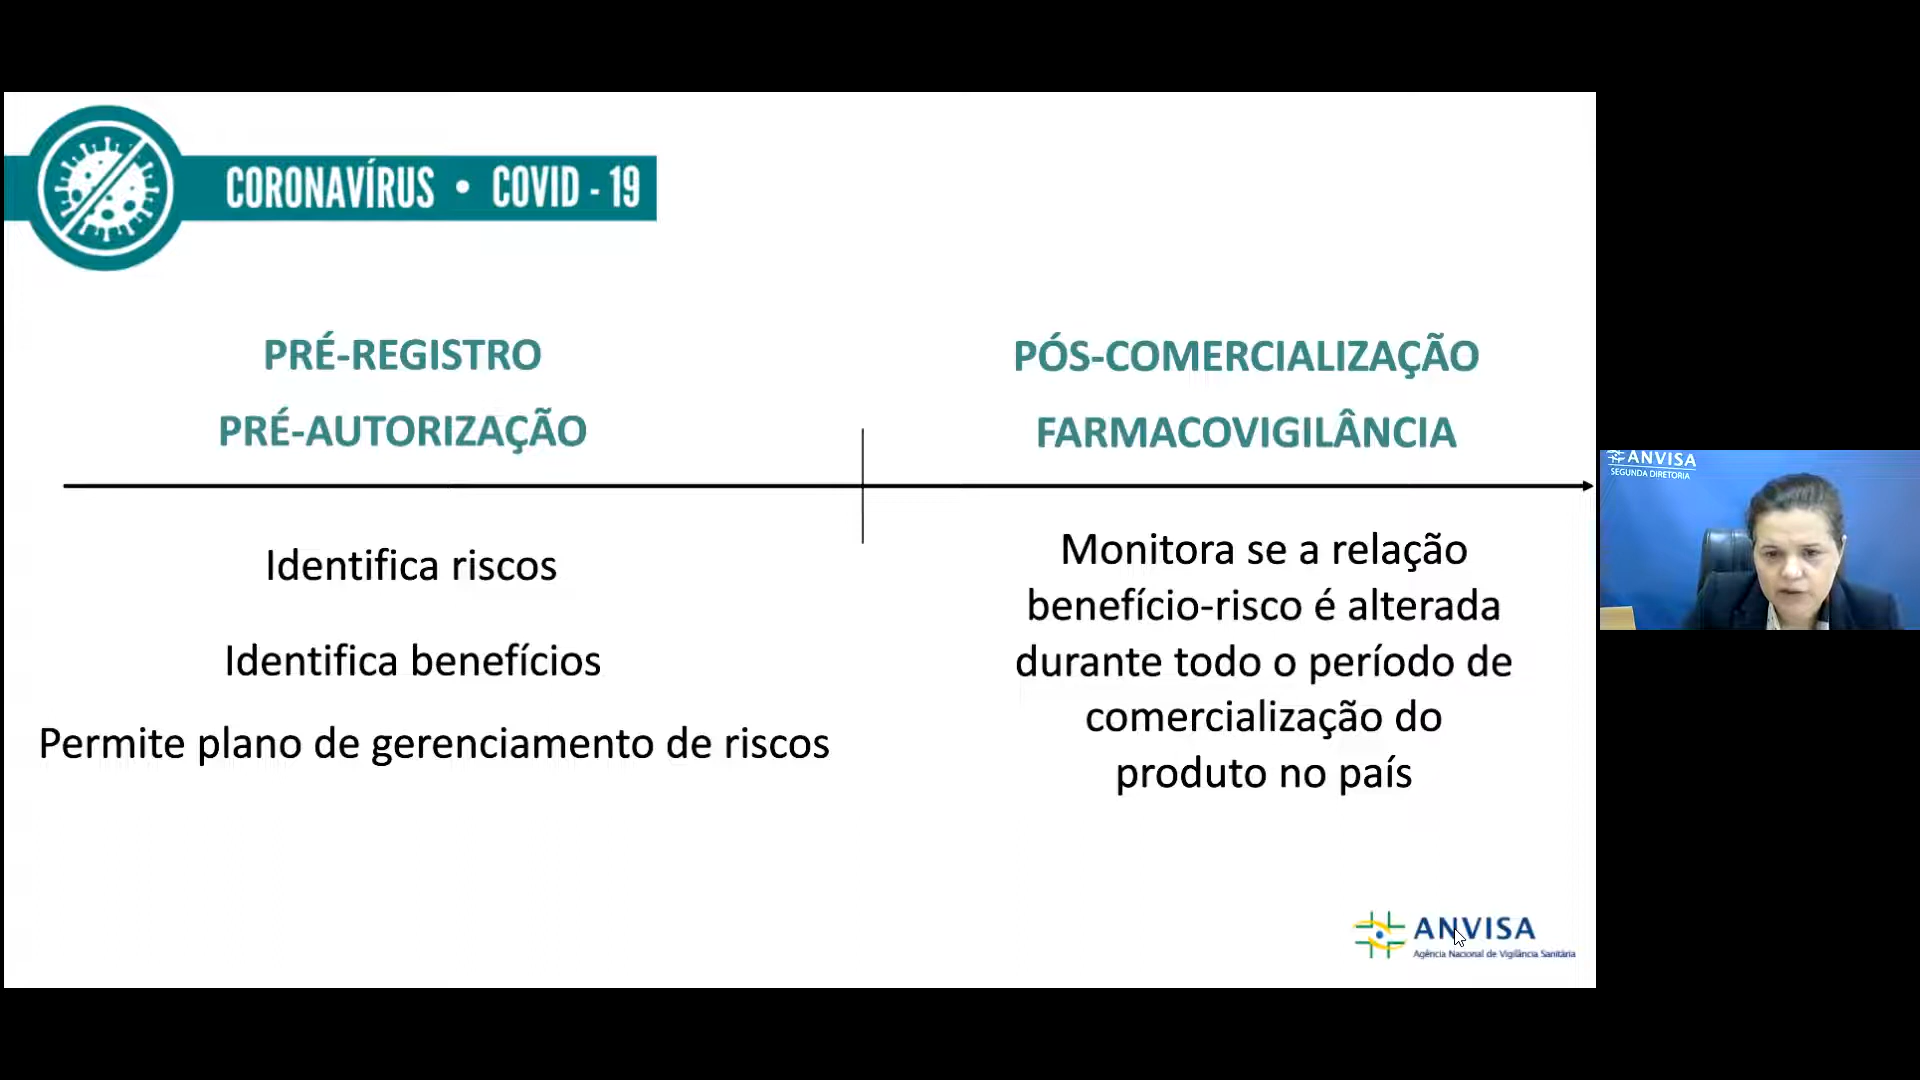 CORONAVÍRUS • COVID - 19
PRÉ-REGISTRO
PRÉ-AUTORIZAÇÃO
Identifica riscos
Identifica benefícios
Permite plano de gerenciamento de riscos
PÓS-COMERCIALIZAÇÃO
FARMACOVIGILÂNCIA
Monitora se a relação
benefício-risco é alterada
durante todo o período de
comercialização do
produto no país
ANVISA
Agência Nacional de Vigilância Sanitária
ANVISA
SEGUNDA DIRETORIA